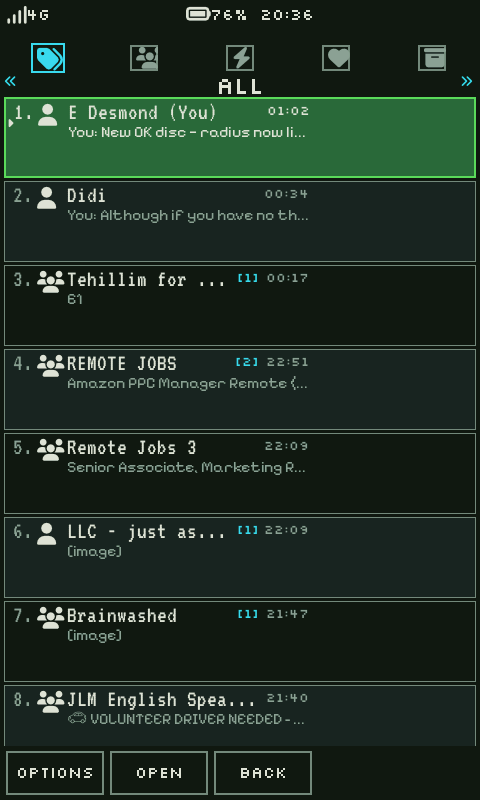 4G 76% 20:36
« ALL »
1. E Desmond (You) 01:02
You: New OK disc - radius now li...
2. Didi 00:34
You: Although if you have no th...
3. Tehillim for ... [1] 00:17
61
4. REMOTE JOBS [2] 22:51
Amazon PPC Manager Remote (...
5. Remote Jobs 3 22:09
Senior Associate, Marketing R...
6. LLC - just as... [1] 22:09
[image]
7. Brainwashed [1] 21:47
[image]
8. JLM English Spea... 21:40
🚗 VOLUNTEER DRIVER NEEDED -...
OPTIONS OPEN BACK